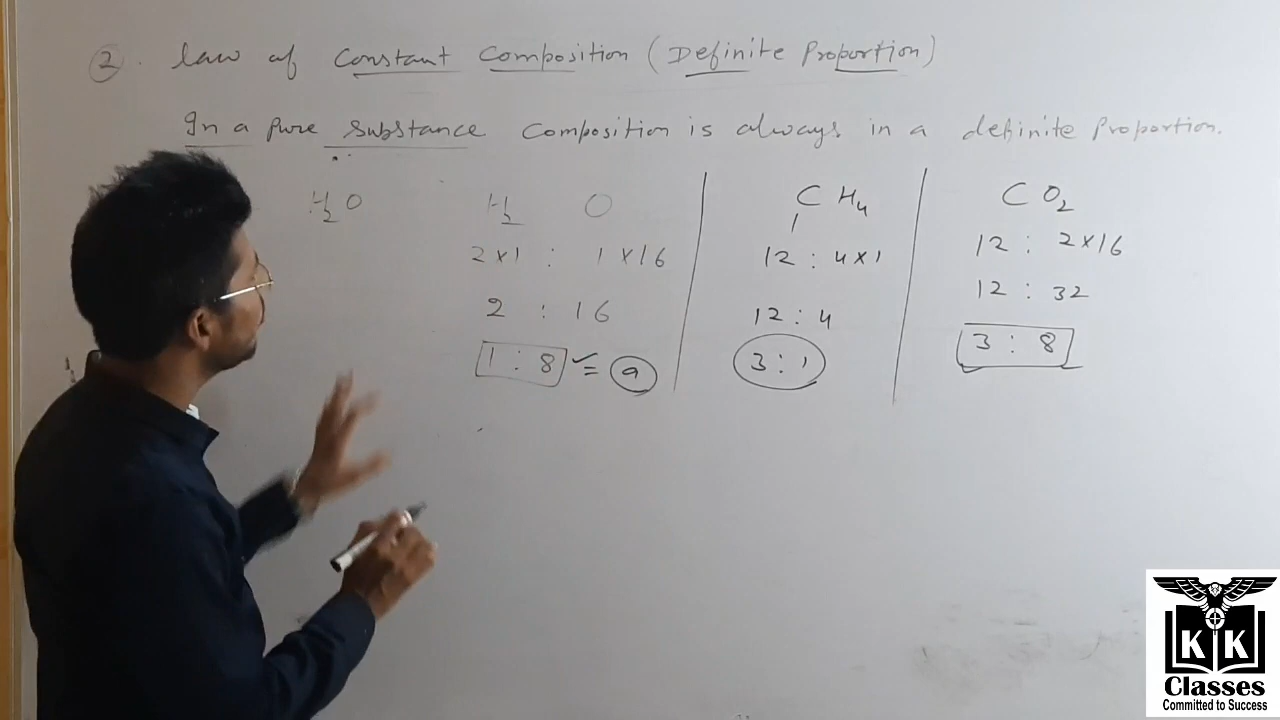 2. Law of Constant Composition (Definite Proportion)
In a pure substance composition is always in a definite proportion.
H2O H2 O
2×1 : 1×16
2 : 16
1 : 8 ✓ = 9
CH4
12 : 4×1
12 : 4
3 : 1
CO2
12 : 2×16
12 : 32
3 : 8
KK
Classes
Committed to Success